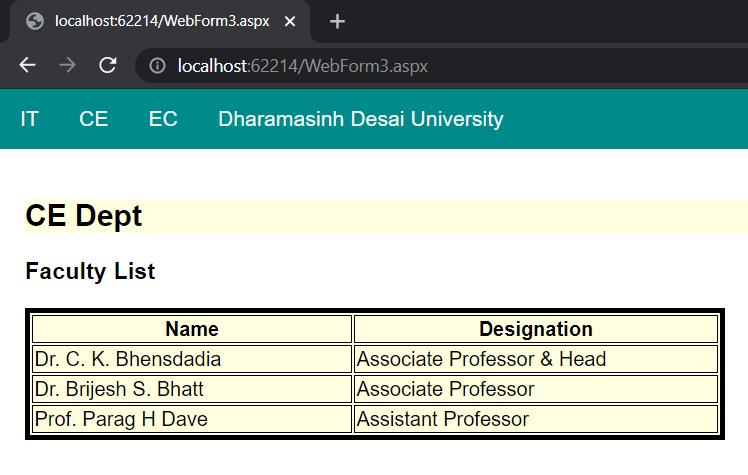 localhost:62214/WebForm3.aspx
localhost:62214/WebForm3.aspx
IT CE EC Dharamasinh Desai University
CE Dept
Faculty List
Name Designation
Dr. C. K. Bhensdadia Associate Professor & Head
Dr. Brijesh S. Bhatt Associate Professor
Prof. Parag H Dave Assistant Professor